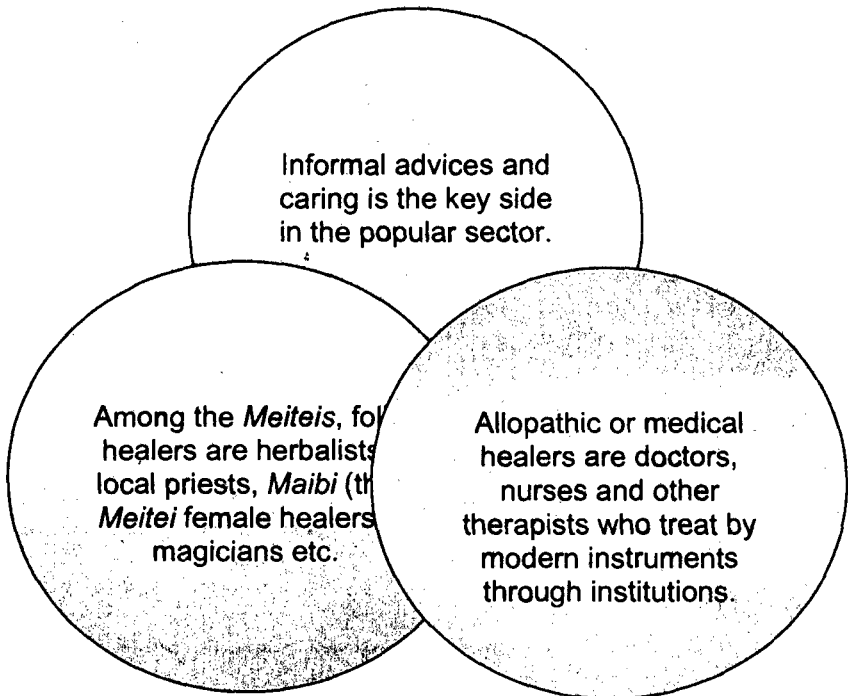 Informal advices and
caring is the key side
in the popular sector.
Among the Meiteis, fol
healers are herbalists
local priests, Maibi (th
Meitei female healers
magicians etc.
Allopathic or medical
healers are doctors,
nurses and other
therapists who treat by
modern instruments
through institutions.